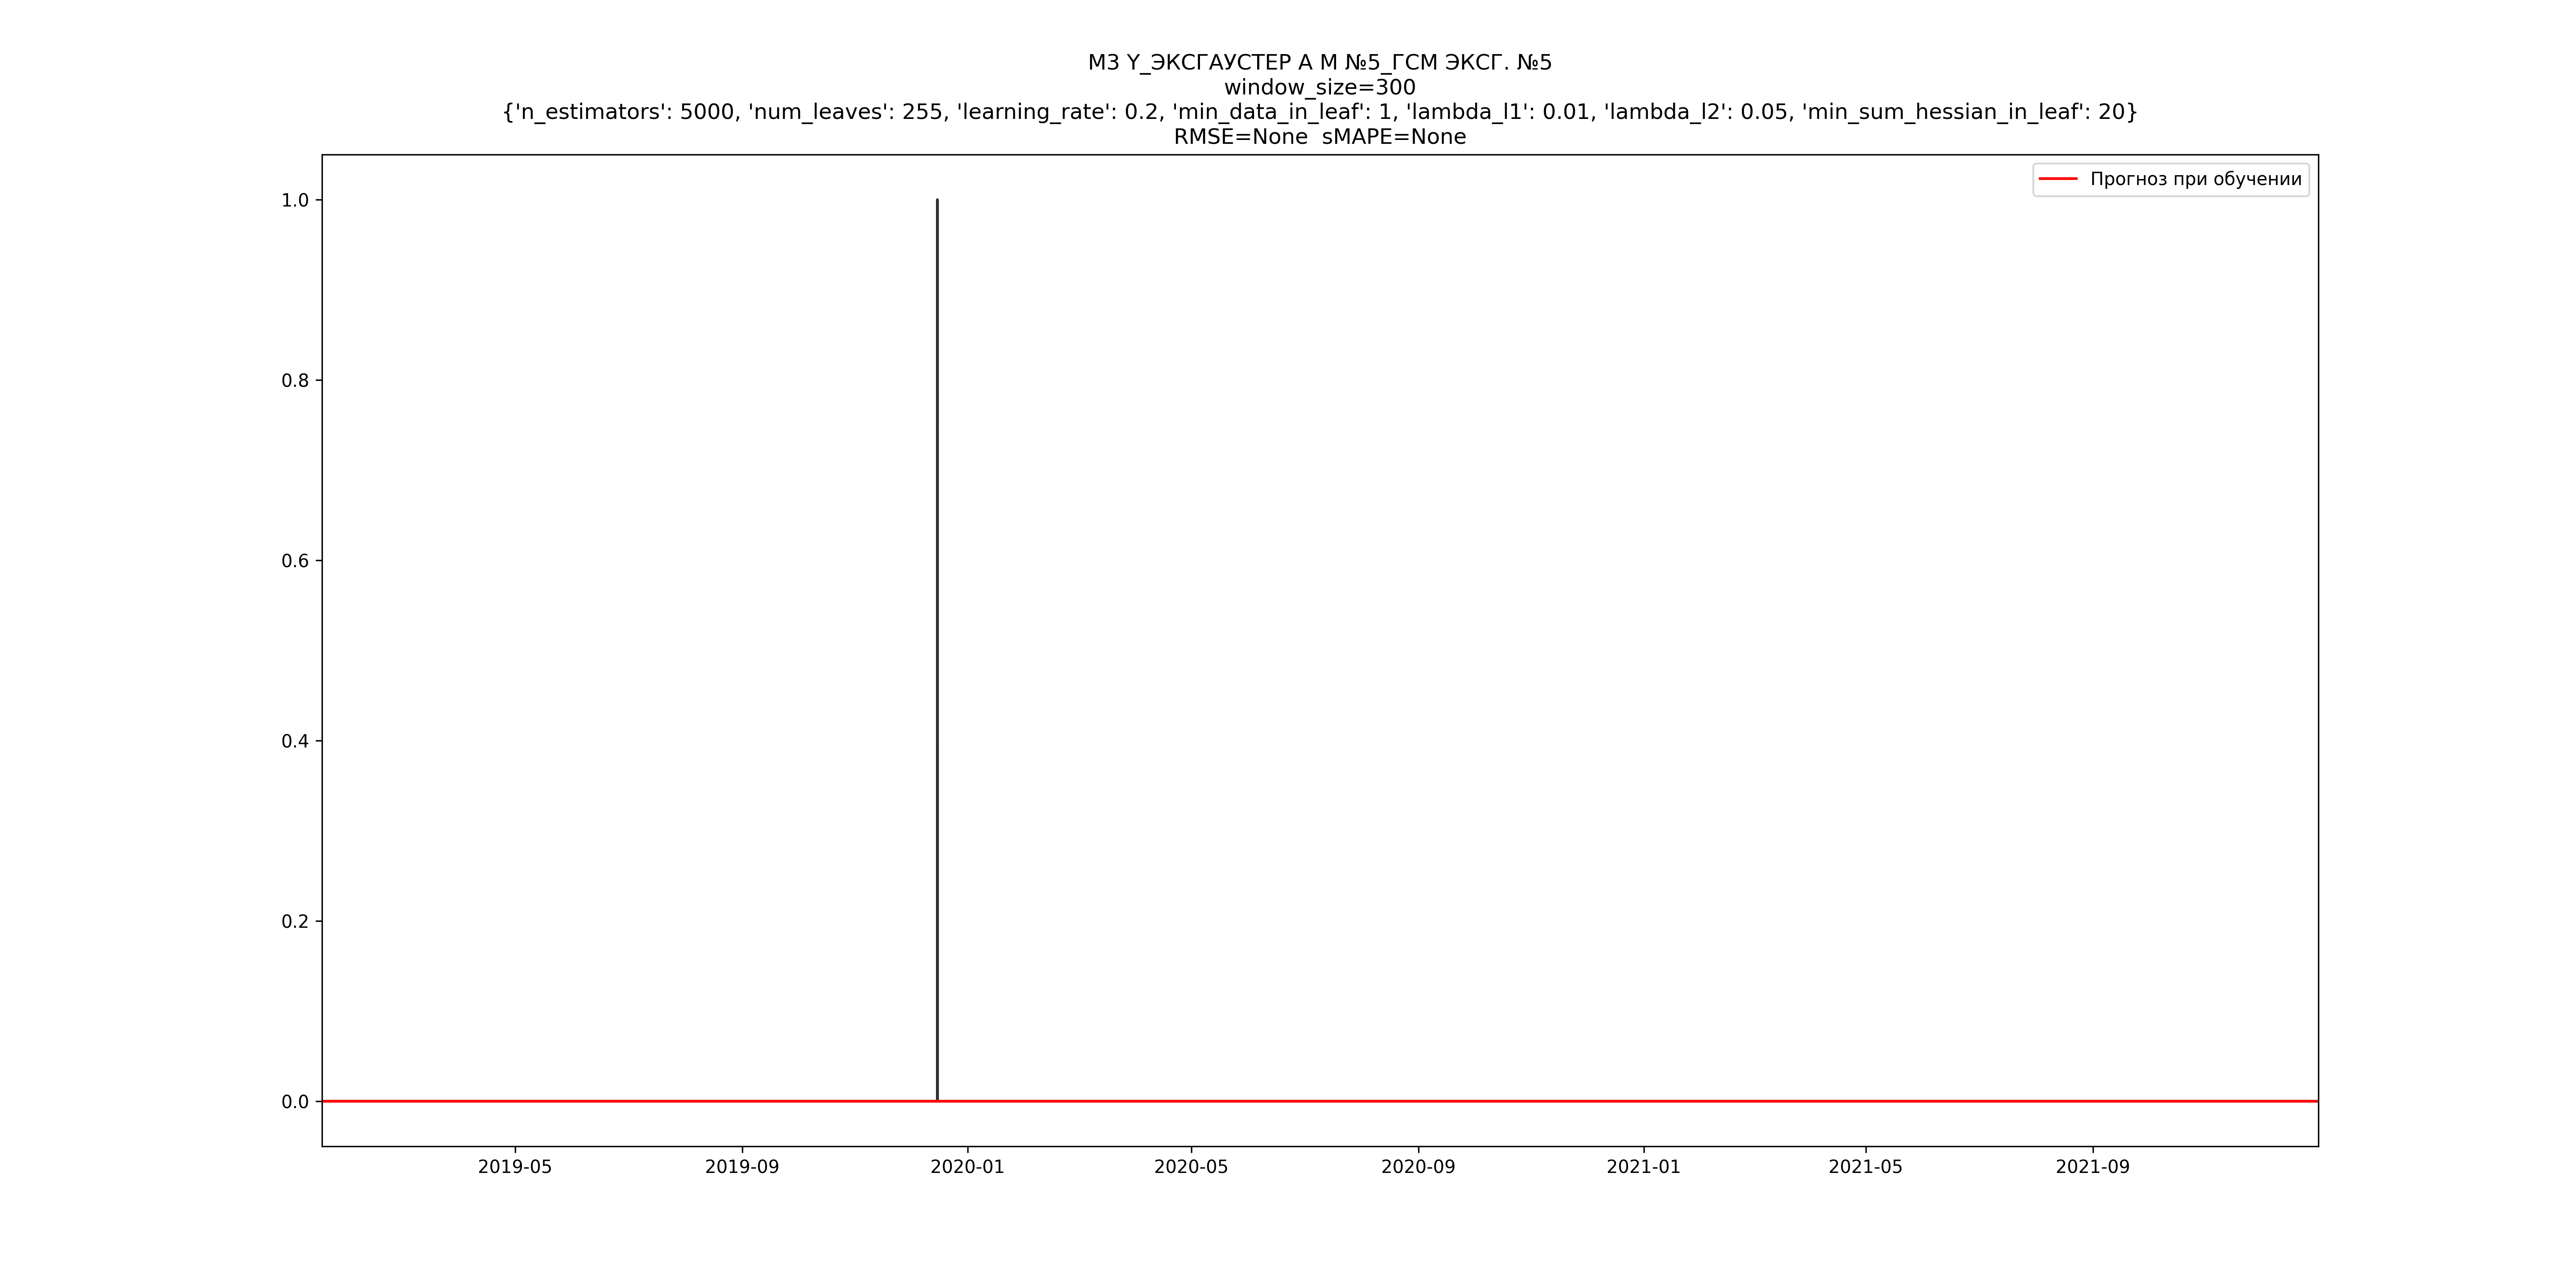 М3 Y_ЭКСГАУСТЕР А М №5_ГСМ ЭКСГ. №5
window_size=300
{'n_estimators': 5000, 'num_leaves': 255, 'learning_rate': 0.2, 'min_data_in_leaf': 1, 'lambda_l1': 0.01, 'lambda_l2': 0.05, 'min_sum_hessian_in_leaf': 20}
RMSE=None  sMAPE=None
Прогноз при обучении
1.0
0.8
0.6
0.4
0.2
0.0
2019-05
2019-09
2020-01
2020-05
2020-09
2021-01
2021-05
2021-09